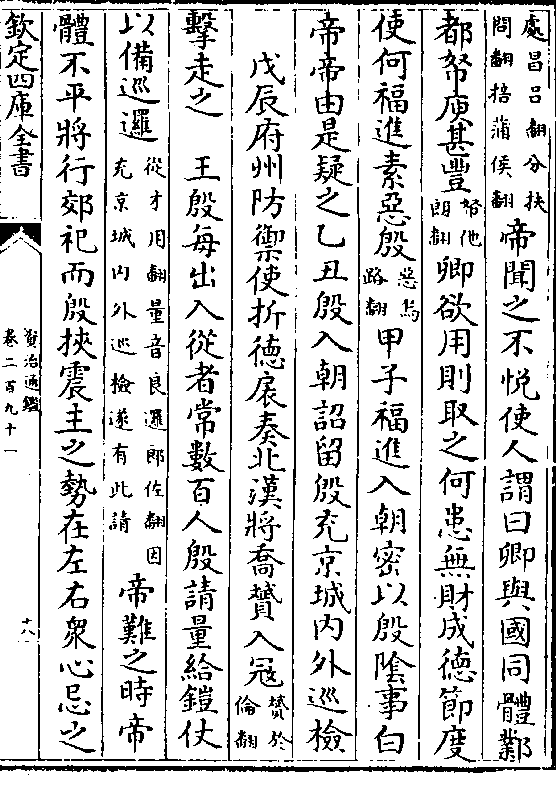 處昌呂翻分扶問翻掊蒲侯翻帝聞之不悦使人謂曰卿與國同體鄴
都帑庾甚豐帑他朗翻卿欲用則取之何患無財成德節度
使何福進素惡殷惡烏路翻甲子福進入朝密以殷隂事白
帝帝由是疑之乙丑殷入朝詔留殷充京城内外巡檢
戊辰府州防禦使折德扆奏北漢將喬贇入寇贇於倫翻
擊走之　王殷每出入從者常數百人殷請量給鎧仗
以備巡邏從才用翻量音良邏郎佐翻因充京城内外巡檢遂有此請帝難之時帝
體不平將行郊祀而殷挾震主之勢在左右衆心忌之
欽定四庫全書
資治通鑑
卷二百九十一
十八